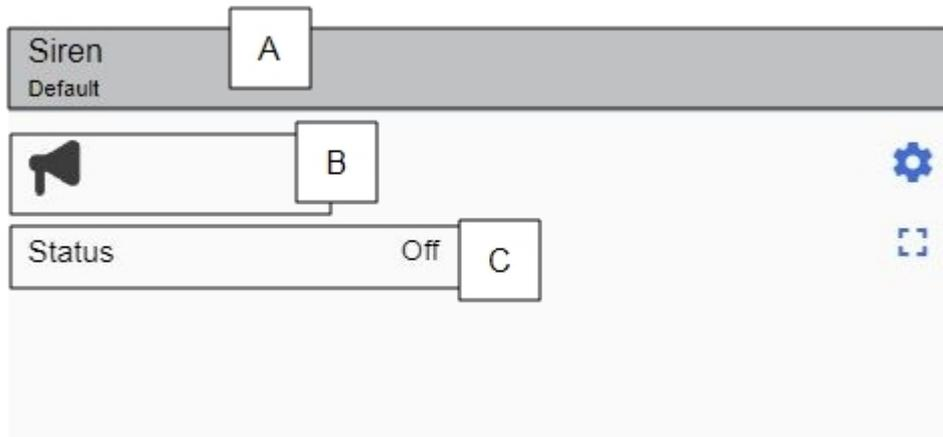 Siren
A
Default
B
Status Off
C